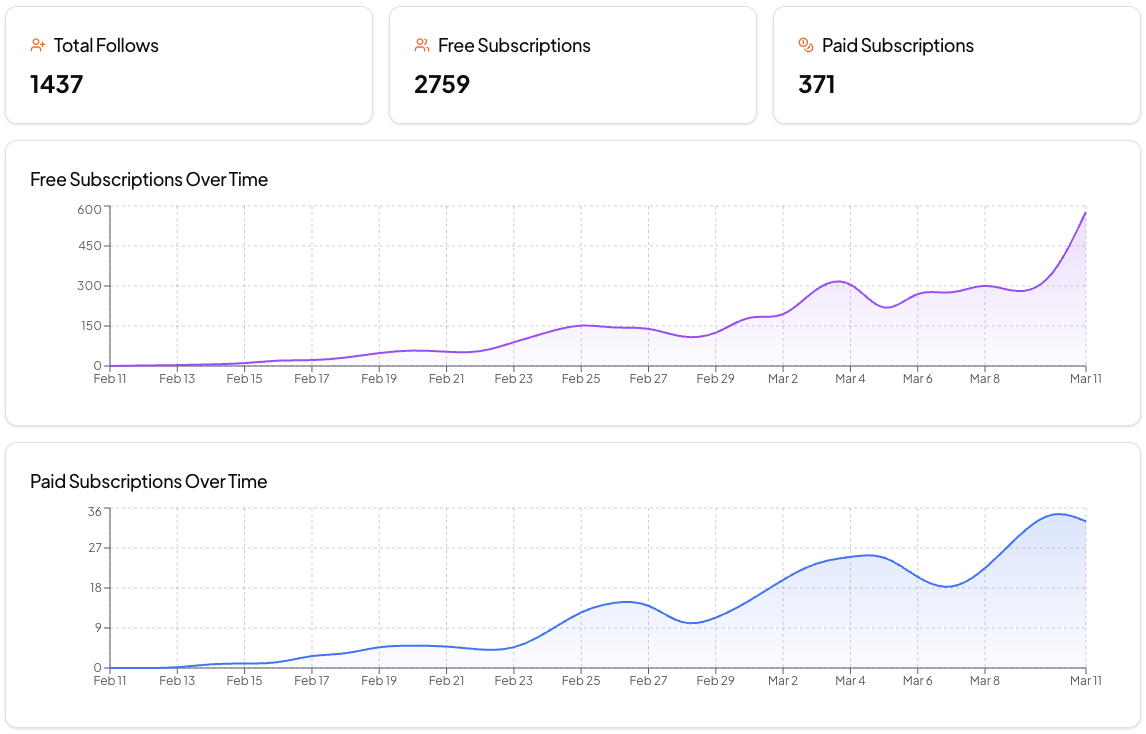 Total Follows
1437
Free Subscriptions
2759
Paid Subscriptions
371
Free Subscriptions Over Time
600
450
300
150
0
Feb 11 Feb 13 Feb 15 Feb 17 Feb 19 Feb 21 Feb 23 Feb 25 Feb 27 Feb 29 Mar 2 Mar 4 Mar 6 Mar 8 Mar 11
Paid Subscriptions Over Time
36
27
18
9
0
Feb 11 Feb 13 Feb 15 Feb 17 Feb 19 Feb 21 Feb 23 Feb 25 Feb 27 Feb 29 Mar 2 Mar 4 Mar 6 Mar 8 Mar 11